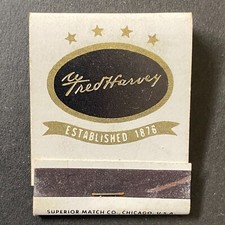 Fred Harvey
ESTABLISHED 1876
SUPERIOR MATCH CO., CHICAGO, U.S.A.